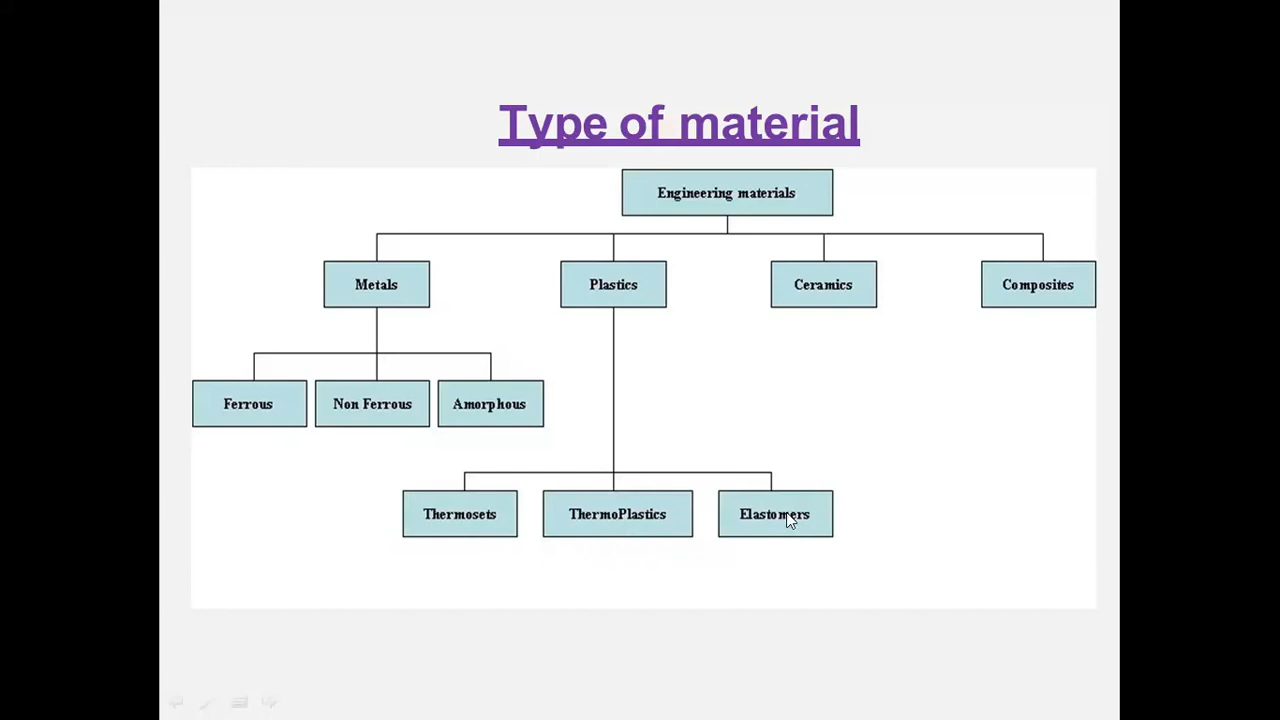 Type of material
Engineering materials
Metals
Plastics
Ceramics
Composites
Ferrous
Non Ferrous
Amorphous
Thermosets
ThermoPlastics
Elastomers